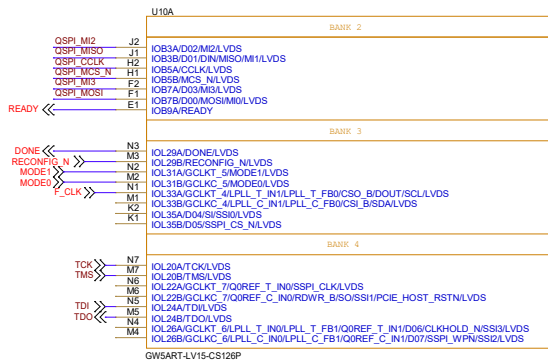 U10A
BANK 2
QSPI_MI2 J2 IOB3A/D02/MI2/LVDS
QSPI_MISO J1 IOB3B/D01/DIN/MISO/MI1/LVDS
QSPI_CCLK H2 IOB5A/CCLK/LVDS
QSPI_MCS_N H1 IOB5B/MCS_N/LVDS
QSPI_MI3 F2 IOB7A/D03/MI3/LVDS
QSPI_MOSI F1 IOB7B/D00/MOSI/MI0/LVDS
READY E1 IOB9A/READY
BANK 3
DONE N3 IOL29A/DONE/LVDS
RECONFIG_N M3 IOL29B/RECONFIG_N/LVDS
MODE1 N2 IOL31A/GCLKT_5/MODE1/LVDS
MODE0 M2 IOL31B/GCLKC_5/MODE0/LVDS
F_CLK N1 IOL33A/GCLKT_4/LPLL_T_IN1/LPLL_T_FB0/CSO_B/DOUT/SCL/LVDS
M1 IOL33B/GCLKC_4/LPLL_C_IN1/LPLL_C_FB0/CSI_B/SDA/LVDS
K2 IOL35A/D04/SI/SSI0/LVDS
K1 IOL35B/D05/SSPI_CS_N/LVDS
BANK 4
TCK N7 IOL20A/TCK/LVDS
TMS M7 IOL20B/TMS/LVDS
N6 IOL22A/GCLKT_7/Q0REF_T_IN0/SSPI_CLK/LVDS
M6 IOL22B/GCLKC_7/Q0REF_C_IN0/RDWR_B/SO/SSI1/PCIE_HOST_RSTN/LVDS
TDI N5 IOL24A/TDI/LVDS
TDO M5 IOL24B/TDO/LVDS
N4 IOL26A/GCLKT_6/LPLL_T_IN0/LPLL_T_FB1/Q0REF_T_IN1/D06/CLKHOLD_N/SSI3/LVDS
M4 IOL26B/GCLKC_6/LPLL_C_IN0/LPLL_C_FB1/Q0REF_C_IN1/D07/SSPI_WPN/SSI2/LVDS
GW5ART-LV15-CS126P